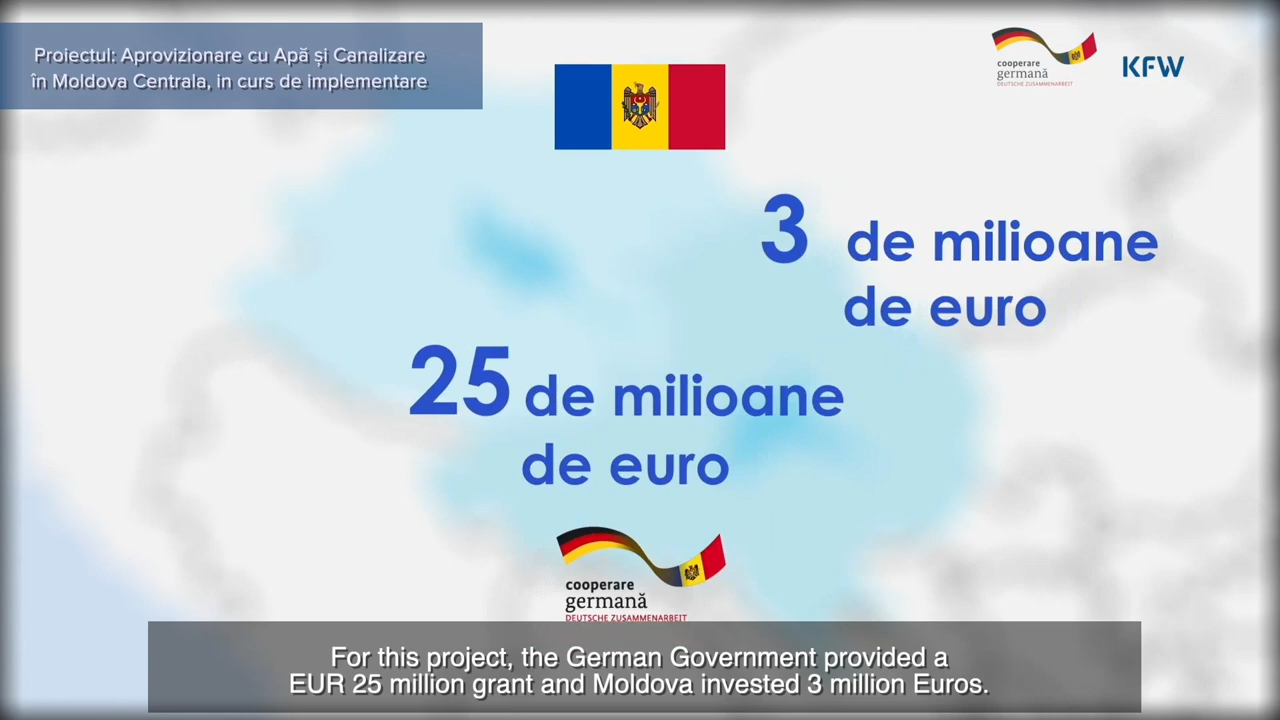 Proiectul: Aprovizionare cu Apă și Canalizare
în Moldova Centrala, in curs de implementare
cooperare
germană
DEUTSCHE ZUSAMMENARBEIT
KFW
3 de milioane
de euro
25 de milioane
de euro
cooperare
germană
DEUTSCHE ZUSAMMENARBEIT
For this project, the German Government provided a
EUR 25 million grant and Moldova invested 3 million Euros.